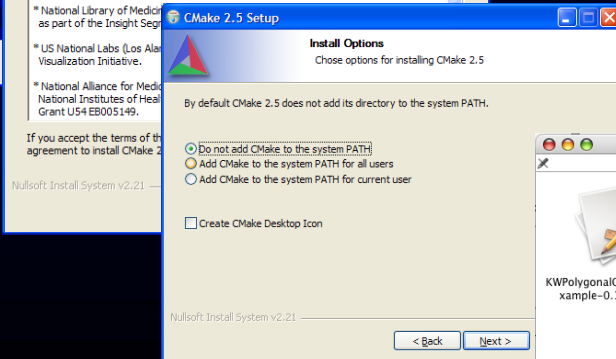 * National Library of Medicin
as part of the Insight Segr
* US National Labs (Los Alar
Visualization Initiative.
* National Alliance for Medic
National Institutes of Heal
Grant U54 EB005149.
If you accept the terms of th
agreement to install CMake 2
Nullsoft Install System v2.21
CMake 2.5 Setup
Install Options
Chose options for installing CMake 2.5
By default CMake 2.5 does not add its directory to the system PATH.
Do not add CMake to the system PATH
Add CMake to the system PATH for all users
Add CMake to the system PATH for current user
Create CMake Desktop Icon
Nullsoft Install System v2.21
< Back
Next >
KWPolygonal
xample-0.